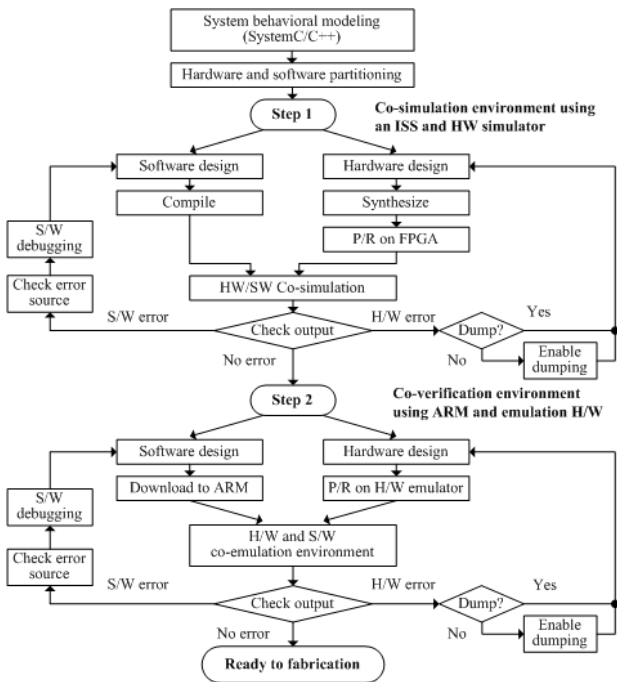 System behavioral modeling
(SystemC/C++)
Hardware and software partitioning
Step 1
Co-simulation environment using
an ISS and HW simulator
Software design
Hardware design
Compile
Synthesize
S/W
debugging
P/R on FPGA
Check error
source
HW/SW Co-simulation
S/W error
Check output
H/W error
Dump?
Yes
No error
No
Enable
dumping
Step 2
Co-verification environment
using ARM and emulation H/W
Software design
Hardware design
S/W
debugging
Download to ARM
P/R on H/W emulator
H/W and S/W
co-emulation environment
Check error
source
S/W error
Check output
H/W error
Dump?
Yes
No error
No
Enable
dumping
Ready to fabrication